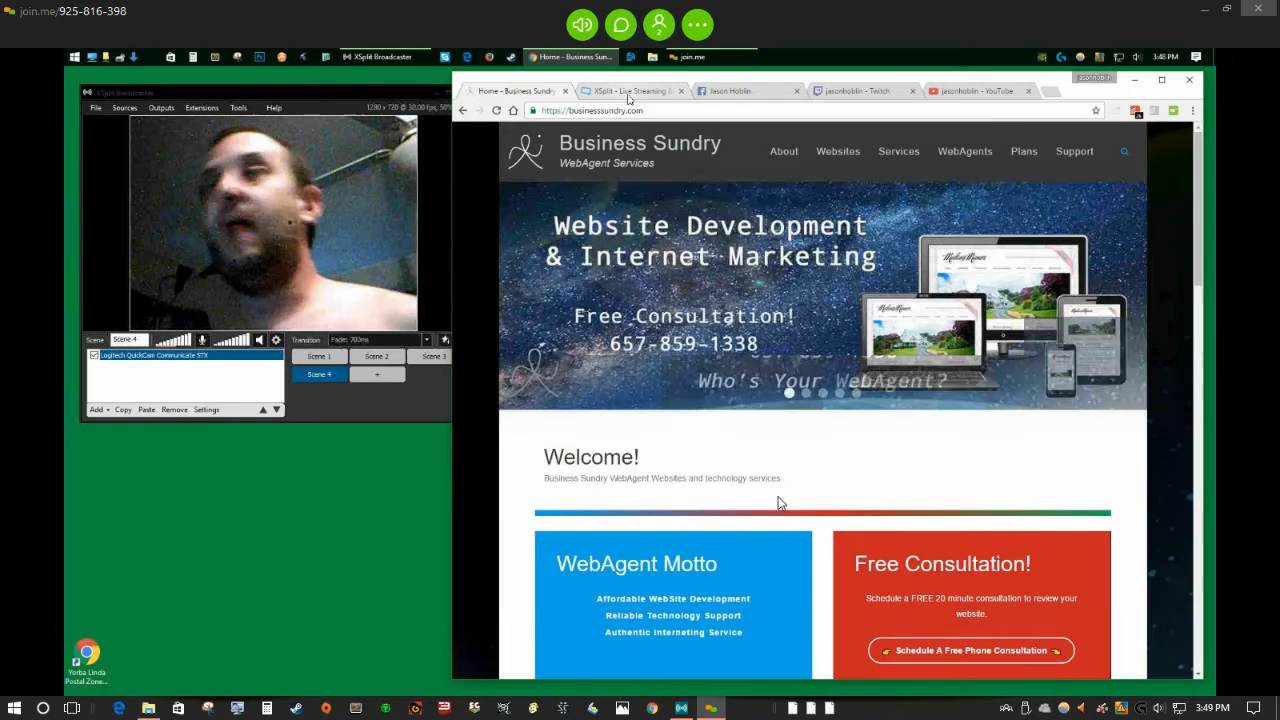 join.me/925-816-398
2
XSplit Broadcaster
Home - Business Sun...
join.me
3:48 PM
XSplit Broadcaster
File Sources Outputs Extensions Tools Help
1280 x 720 @ 30.00 fps, 50%
Scene Scene 4
Transition Fade: 700ms
Logitech QuickCam Communicate STX
Scene 1 Scene 2 Scene 3
Scene 4 +
Add Copy Paste Remove Settings
jasonhoblin
Home - Business Sundry
XSplit - Live Streaming &
Jason Hoblin
jasonhoblin - Twitch
jasonhoblin - YouTube
https://businesssundry.com
Business Sundry
WebAgent Services
About Websites Services WebAgents Plans Support
Website Development
& Internet Marketing
Free Consultation!
657-859-1338
Who's Your WebAgent?
Welcome!
Business Sundry WebAgent Websites and technology services.
WebAgent Motto
Affordable WebSite Development
Reliable Technology Support
Authentic Interneting Service
Free Consultation!
Schedule a FREE 20 minute consultation to review your
website.
Schedule A Free Phone Consultation
Yorba Linda
Postal Zone...
3:49 PM